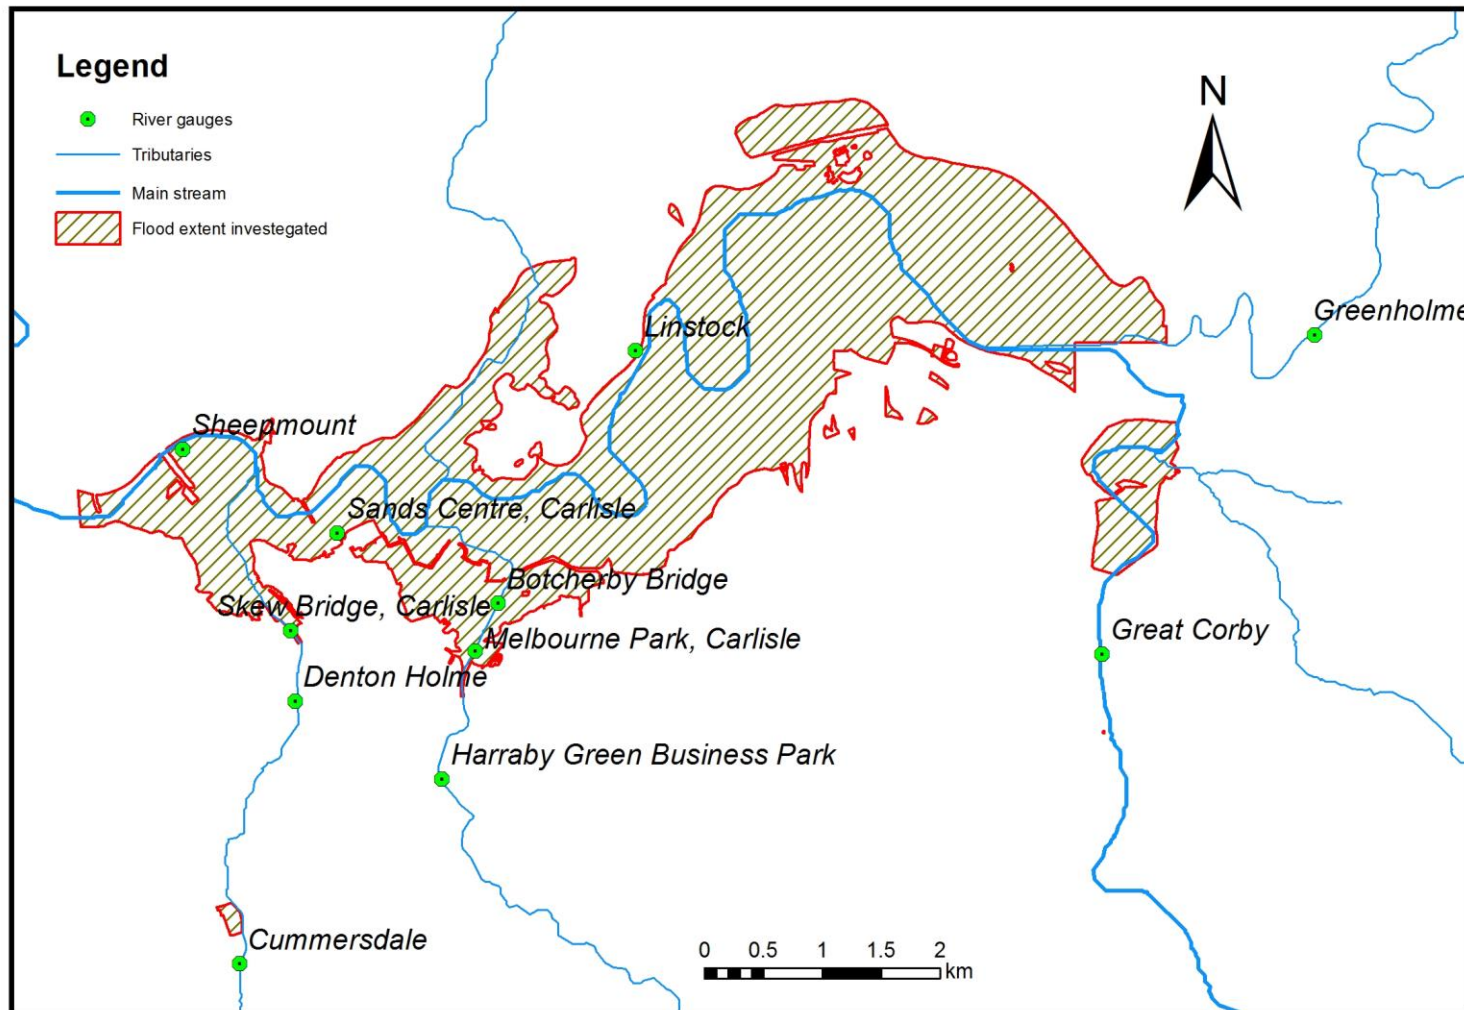 Legend
River gauges
Tributaries
Main stream
Flood extent investegated
N
Greenholme
Linstock
Sheepmount
Sands Centre, Carlisle
Botcherby Bridge
Skew Bridge, Carlisle
Melbourne Park, Carlisle
Great Corby
Denton Holme
Harraby Green Business Park
Cummersdale
0 0.5 1 1.5 2
km